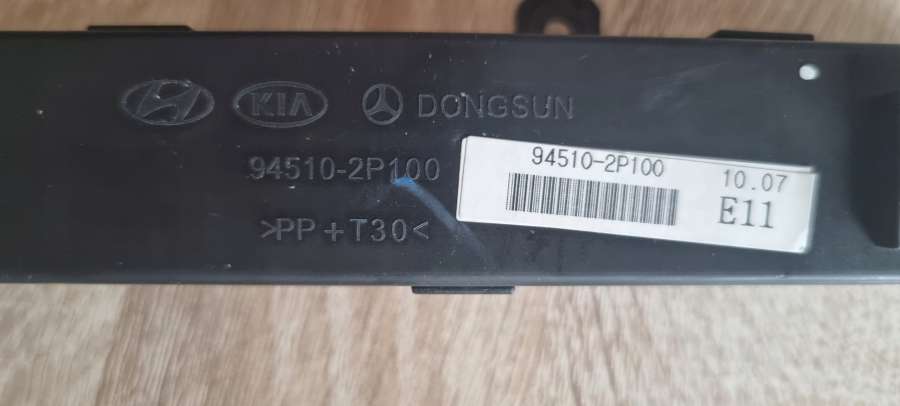 KIA DONGSUN
94510-2P100
>PP+T30<
94510-2P100
10.07
E11